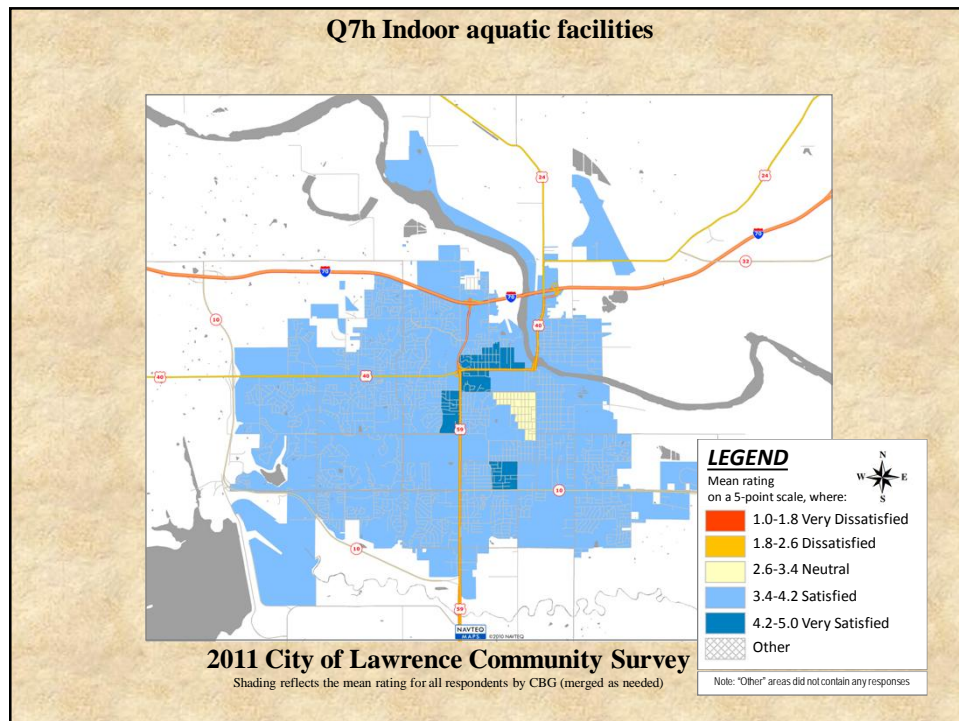 Q7h Indoor aquatic facilities
24
24
70
32
70
10
70
40
40
40
59
10
10
59
NAVTEQ
MAPS
©2010 NAVTEQ
LEGEND
N
W
E
S
Mean rating
on a 5-point scale, where:
1.0-1.8 Very Dissatisfied
1.8-2.6 Dissatisfied
2.6-3.4 Neutral
3.4-4.2 Satisfied
4.2-5.0 Very Satisfied
Other
Note: "Other" areas did not contain any responses
2011 City of Lawrence Community Survey
Shading reflects the mean rating for all respondents by CBG (merged as needed)